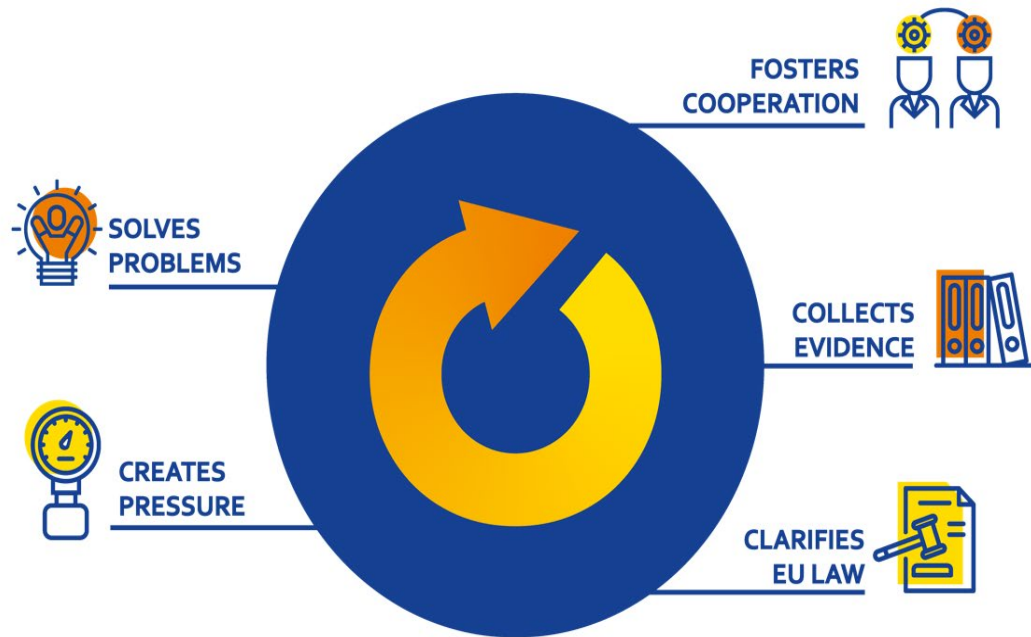 FOSTERS
COOPERATION
COLLECTS
EVIDENCE
CLARIFIES
EU LAW
CREATES
PRESSURE
SOLVES
PROBLEMS